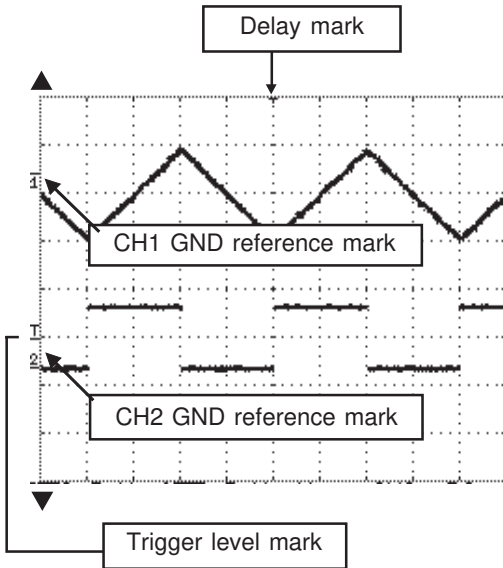 Delay mark
1
CH1 GND reference mark
T
2
CH2 GND reference mark
Trigger level mark